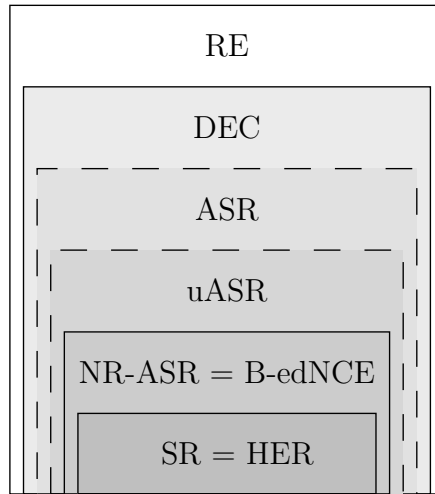 RE
DEC
ASR
uASR
NR-ASR = B-edNCE
SR = HER